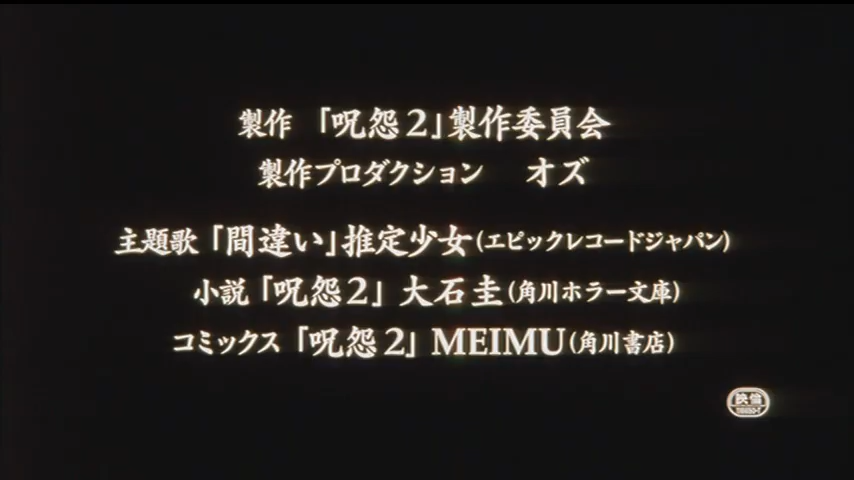 製作 「呪怨2」製作委員会
製作プロダクション オズ
主題歌「間違い」推定少女(エピックレコードジャパン)
小説「呪怨2」大石圭(角川ホラー文庫)
コミックス「呪怨2」MEIMU(角川書店)
映倫